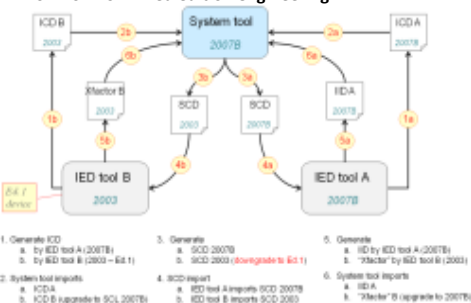 System tool
2007B
ICD B
2003
ICD A
2007B
2b
2a
6b
6a
Xfactor B
2003
3b
3a
IID A
2007B
SCD
2003
SCD
2007B
1b
1a
5b
5a
4b
4a
IED tool B
2003
IED tool A
2007B
Ed.1
device
1. Generate ICD
a. by IED tool A (2007B)
b. by IED tool B (2003 – Ed.1)
2. System tool imports
a. ICD A
b. ICD B (upgrade to SCL 2007B)
3. Generate
a. SCD 2007B
b. SCD 2003 (downgrade to Ed.1)
4. SCD import
a. IED tool A imports SCD 2007B
b. IED tool B imports SCD 2003
5. Generate
a. IID by IED tool A (2007B)
b. "Xfactor" by IED tool B (2003)
6. System tool imports
a. IID A
b. "Xfactor" B (upgrade to 2007B)